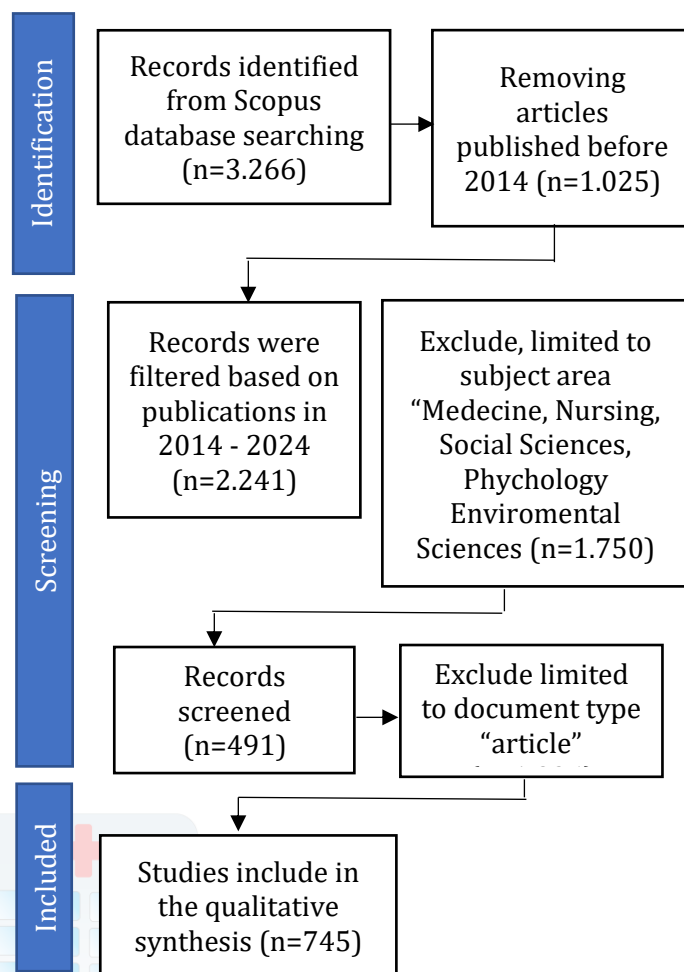 Identification
Records identified
from Scopus
database searching
(n=3.266)
Removing
articles
published before
2014 (n=1.025)
Screening
Records were
filtered based on
publications in
2014 - 2024
(n=2.241)
Exclude, limited to
subject area
“Medecine, Nursing,
Social Sciences,
Phychology
Enviromental
Sciences (n=1.750)
Records
screened
(n=491)
Exclude limited
to document type
“article”
Included
Studies include in
the qualitative
synthesis (n=745)